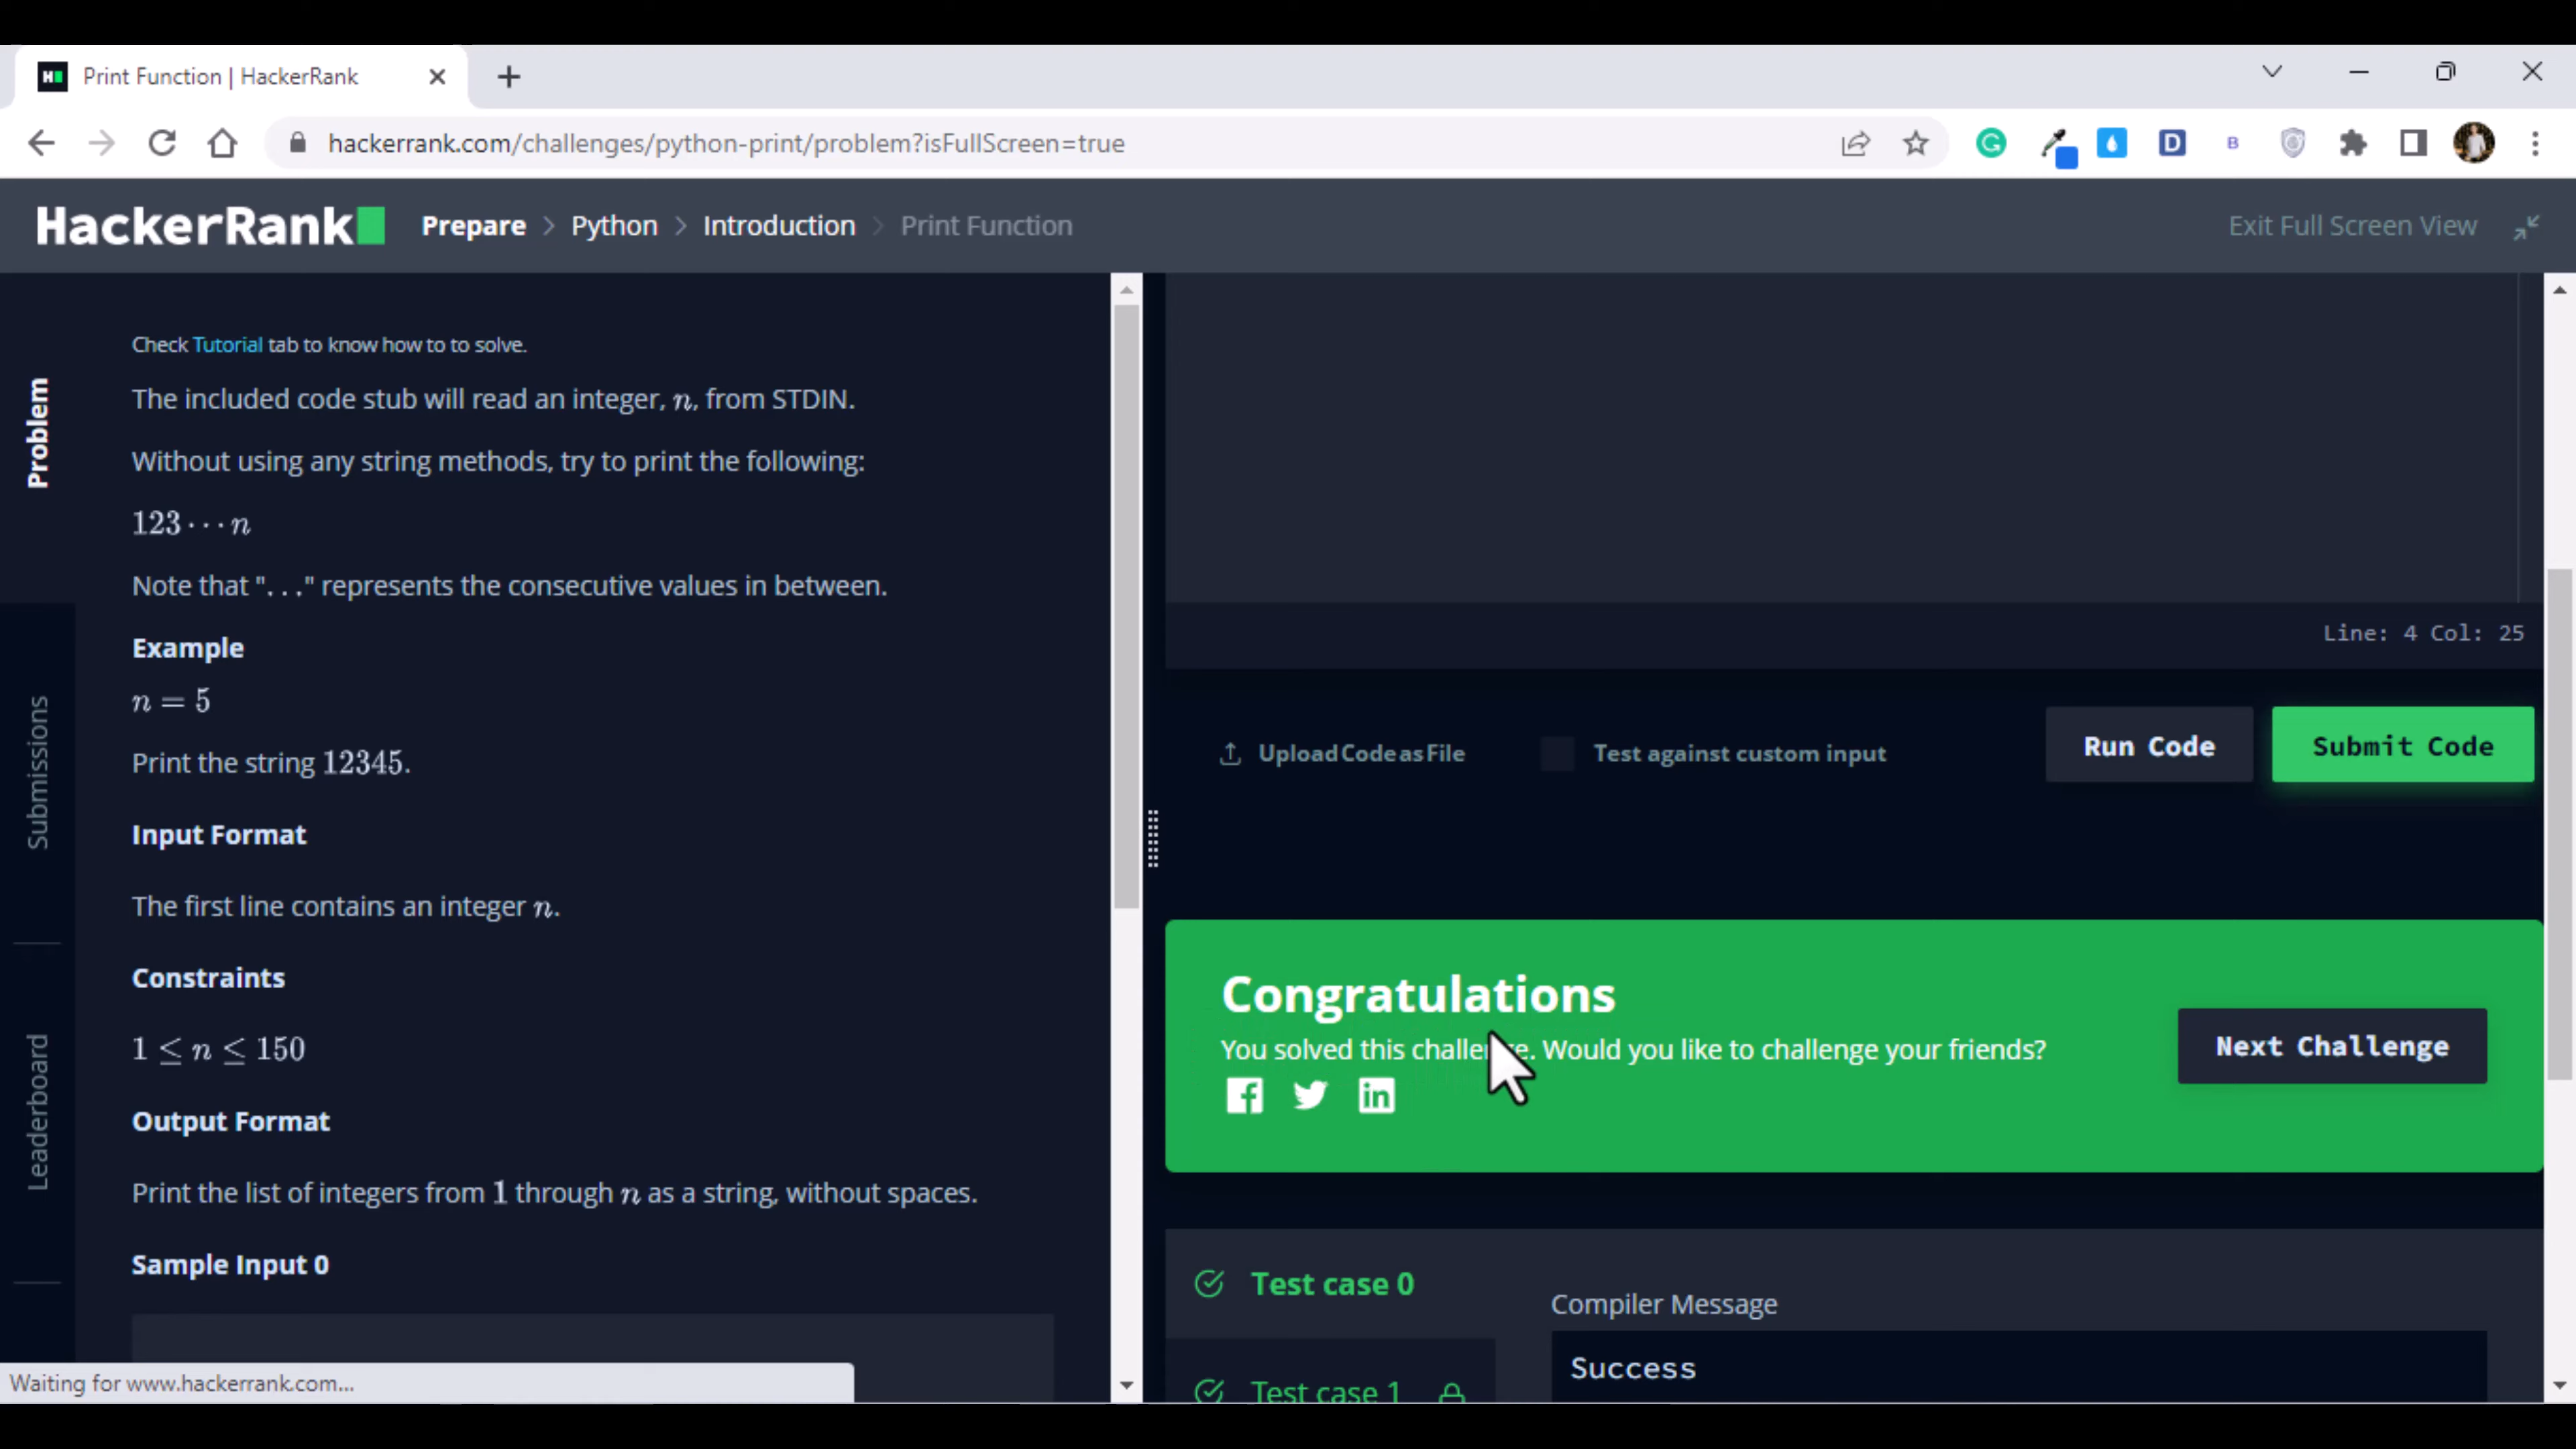 Print Function | HackerRank
hackerrank.com/challenges/python-print/problem?isFullScreen=true
HackerRank
Prepare > Python > Introduction > Print Function
Exit Full Screen View
Problem
Submissions
Leaderboard
Check Tutorial tab to know how to to solve.
The included code stub will read an integer, n, from STDIN.
Without using any string methods, try to print the following:
123 · · · n
Note that "..." represents the consecutive values in between.
Example
n = 5
Print the string 12345.
Input Format
The first line contains an integer n.
Constraints
1 ≤ n ≤ 150
Output Format
Print the list of integers from 1 through n as a string, without spaces.
Sample Input 0
Waiting for www.hackerrank.com...
Line: 4 Col: 25
Upload Code as File
Test against custom input
Run Code
Submit Code
Congratulations
You solved this challenge. Would you like to challenge your friends?
Next Challenge
Test case 0
Test case 1
Compiler Message
Success